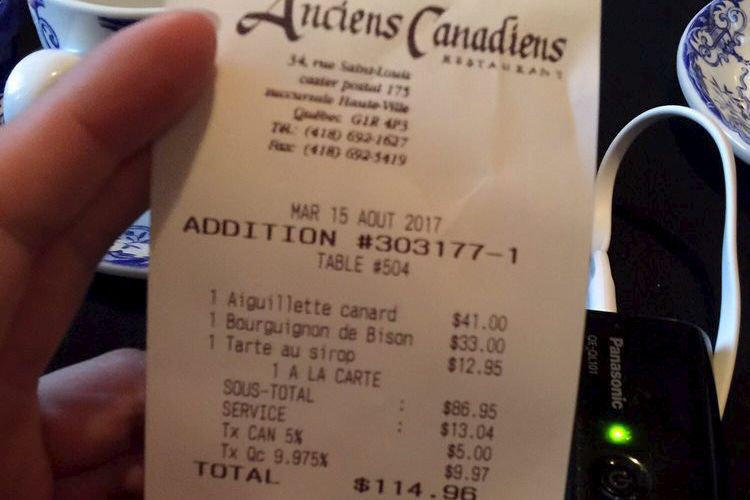 Anciens Canadiens
RESTAURANT
34, rue Saint-Louis
casier postal 175
succursale Haute-Ville
Québec G1R 4P3
Tél.: (418) 692-1627
Fax: (418) 692-5419
MAR 15 AOUT 2017
ADDITION #303177-1
TABLE #504
1 Aiguillette canard $41.00
1 Bourguignon de Bison $33.00
1 Tarte au sirop $12.95
1 A LA CARTE
SOUS-TOTAL : $86.95
SERVICE : $13.04
Tx CAN 5% $5.00
Tx Qc 9.975% $9.97
TOTAL $114.96
Panasonic
QE-QL101